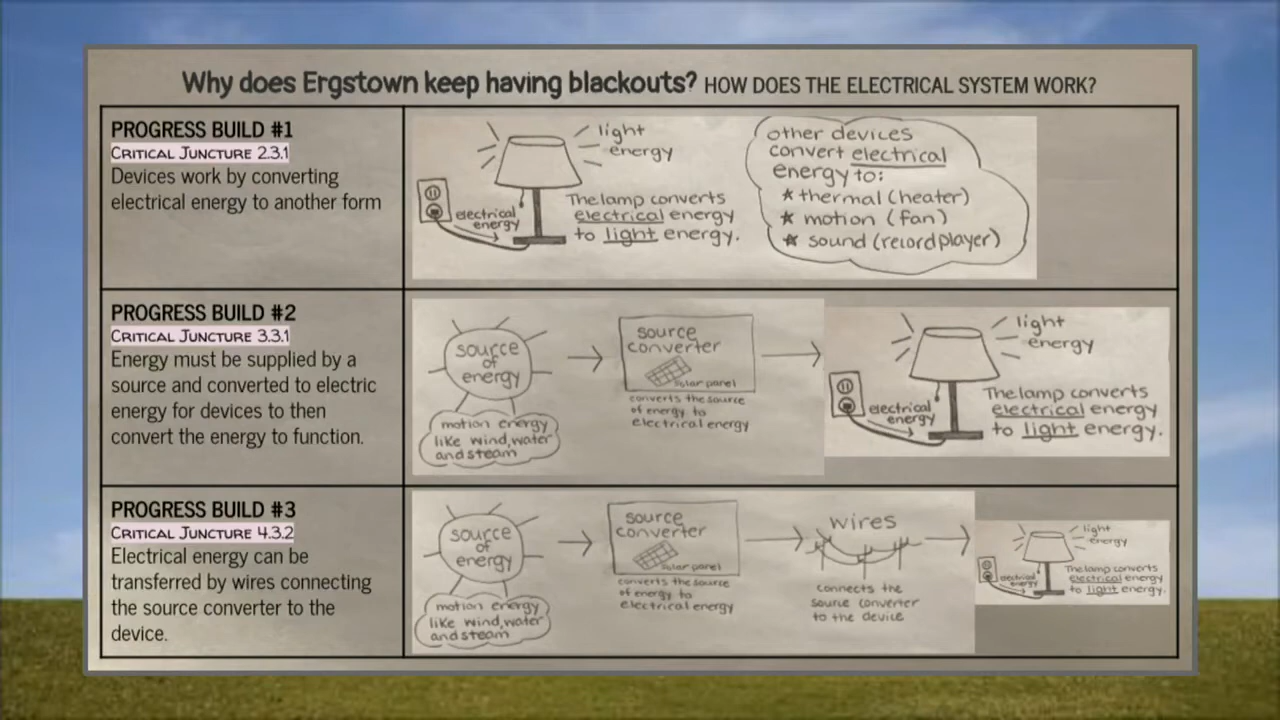 Why does Ergstown keep having blackouts? HOW DOES THE ELECTRICAL SYSTEM WORK?
PROGRESS BUILD #1
CRITICAL JUNCTURE 2.3.1
Devices work by converting
electrical energy to another form
light
energy
electrical
energy
The lamp converts
electrical energy
to light energy.
other devices
convert electrical
energy to:
* thermal (heater)
* motion (fan)
* sound (record player)
PROGRESS BUILD #2
CRITICAL JUNCTURE 3.3.1
Energy must be supplied by a
source and converted to electric
energy for devices to then
convert the energy to function.
source
of
energy
motion energy
like wind, water
and steam
source
converter
solar panel
converts the source
of energy to
electrical energy
light
energy
electrical
energy
The lamp converts
electrical energy
to light energy.
PROGRESS BUILD #3
CRITICAL JUNCTURE 4.3.2
Electrical energy can be
transferred by wires connecting
the source converter to the
device.
source
of
energy
motion energy
like wind, water
and steam
source
converter
solar panel
converts the source
of energy to
electrical energy
wires
connects the
source converter
to the device
light
energy
electrical
energy
The lamp converts
electrical energy
to light energy.